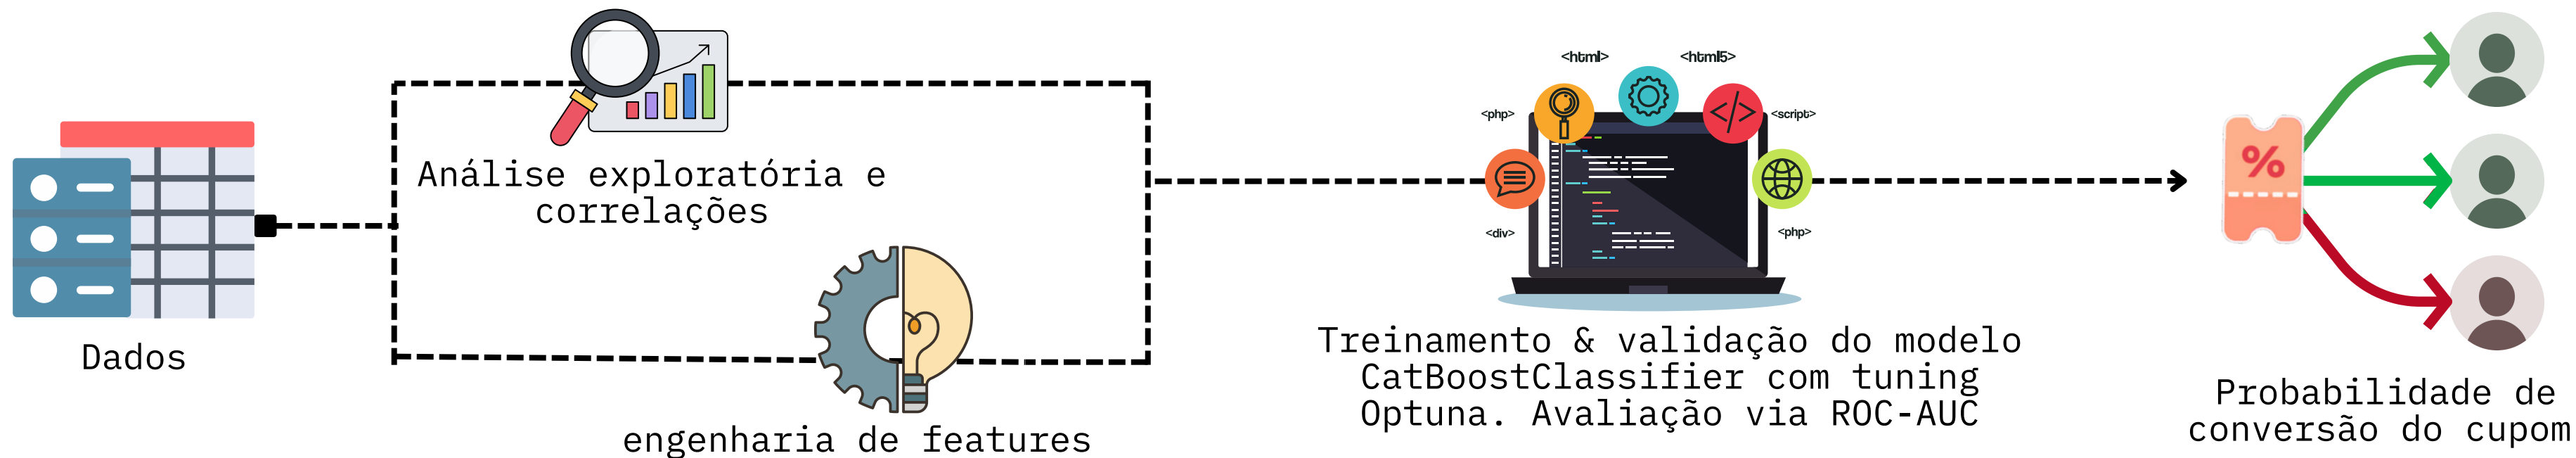 Dados
Análise exploratória e
correlações
engenharia de features
<html>
<html5>
<php>
<script>
<div>
<php>
Treinamento & validação do modelo
CatBoostClassifier com tuning
Optuna. Avaliação via ROC-AUC
%
Probabilidade de
conversão do cupom